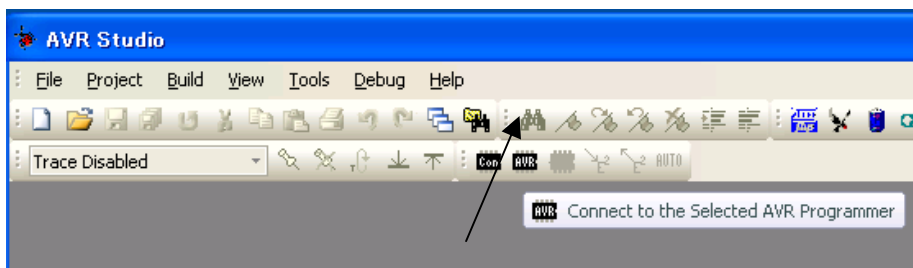 AVR Studio
File Project Build View Tools Debug Help
Trace Disabled Con AVR AUTO
AVR Connect to the Selected AVR Programmer